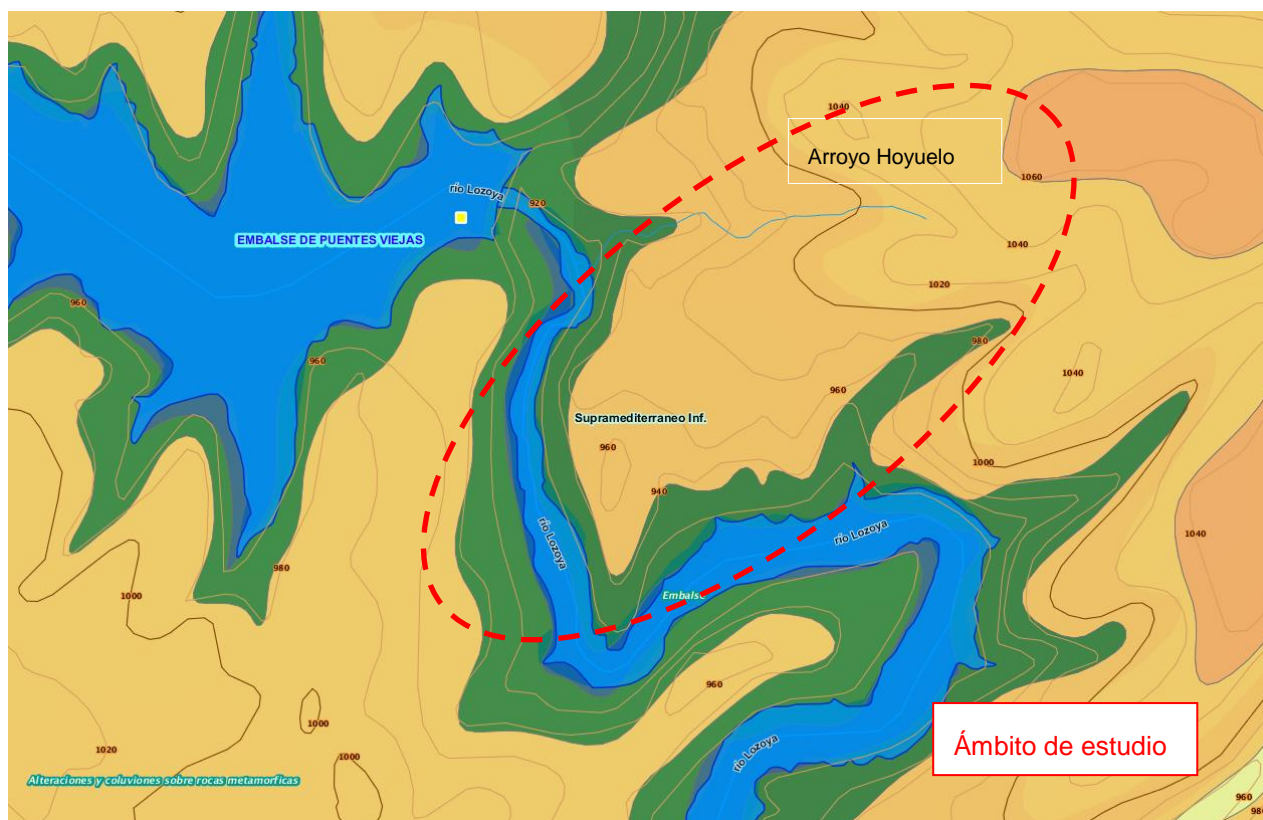 1040
Arroyo Hoyuelo
1060
río Lozoya
920
EMBALSE DE PUENTES VIEJAS
1040
1020
960
980
960
1040
960
Supramediterraneo Inf.
960
1000
940
río Lozoya
río Lozoya
1040
980
Embalse
1000
960
1000
Ámbito de estudio
1020
1000
río Lozoya
Alteraciones y coluviones sobre rocas metamorficas
960
980